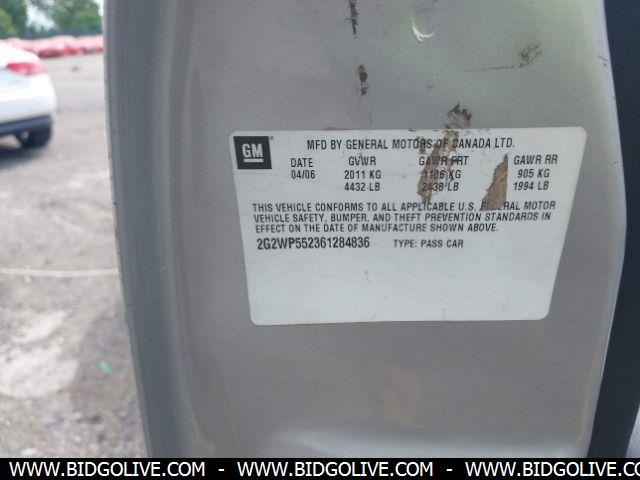 GM
MFD BY GENERAL MOTORS OF CANADA LTD.
DATE GVWR GAWR FRT GAWR RR
04/06 2011 KG 1106 KG 905 KG
4432 LB 2438 LB 1994 LB
THIS VEHICLE CONFORMS TO ALL APPLICABLE U.S. FEDERAL MOTOR
VEHICLE SAFETY, BUMPER, AND THEFT PREVENTION STANDARDS IN
EFFECT ON THE DATE OF MANUFACTURE SHOWN ABOVE.
2G2WP552361284836 TYPE: PASS CAR
WWW.BIDGOLIVE.COM - WWW.BIDGOLIVE.COM - WWW.BIDGOLIVE.COM